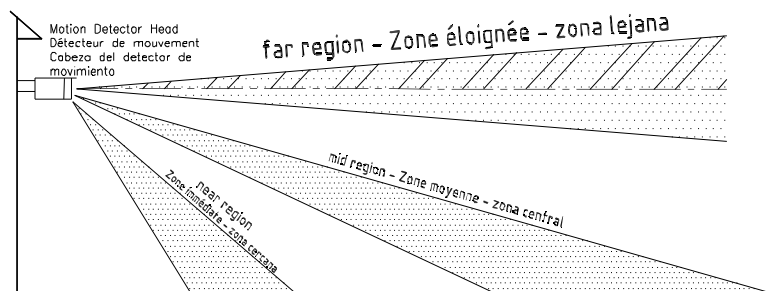 Motion Detector Head
Détecteur de mouvement
Cabeza del detector de
movimiento
far region - Zone éloignée - zona lejana
mid region - Zone moyenne - zona central
near region
Zone immédiate - zona cercana